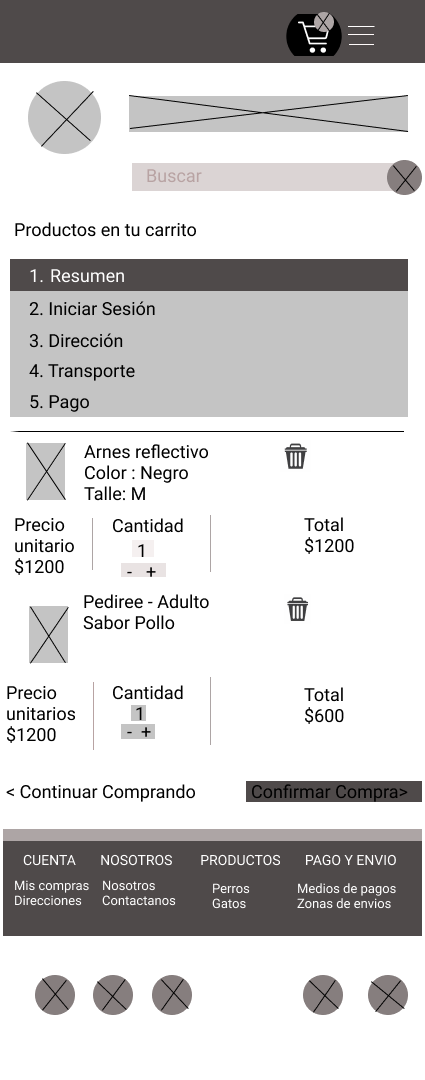 Buscar
Productos en tu carrito
1. Resumen
2. Iniciar Sesión
3. Dirección
4. Transporte
5. Pago
Arnes reflectivo
Color : Negro
Talle: M
Precio
unitario
$1200
Cantidad
1
- +
Total
$1200
Pediree - Adulto
Sabor Pollo
Precio
unitarios
$1200
Cantidad
1
- +
Total
$600
< Continuar Comprando
Confirmar Compra>
CUENTA
Mis compras
Direcciones
NOSOTROS
Nosotros
Contactanos
PRODUCTOS
Perros
Gatos
PAGO Y ENVIO
Medios de pagos
Zonas de envios